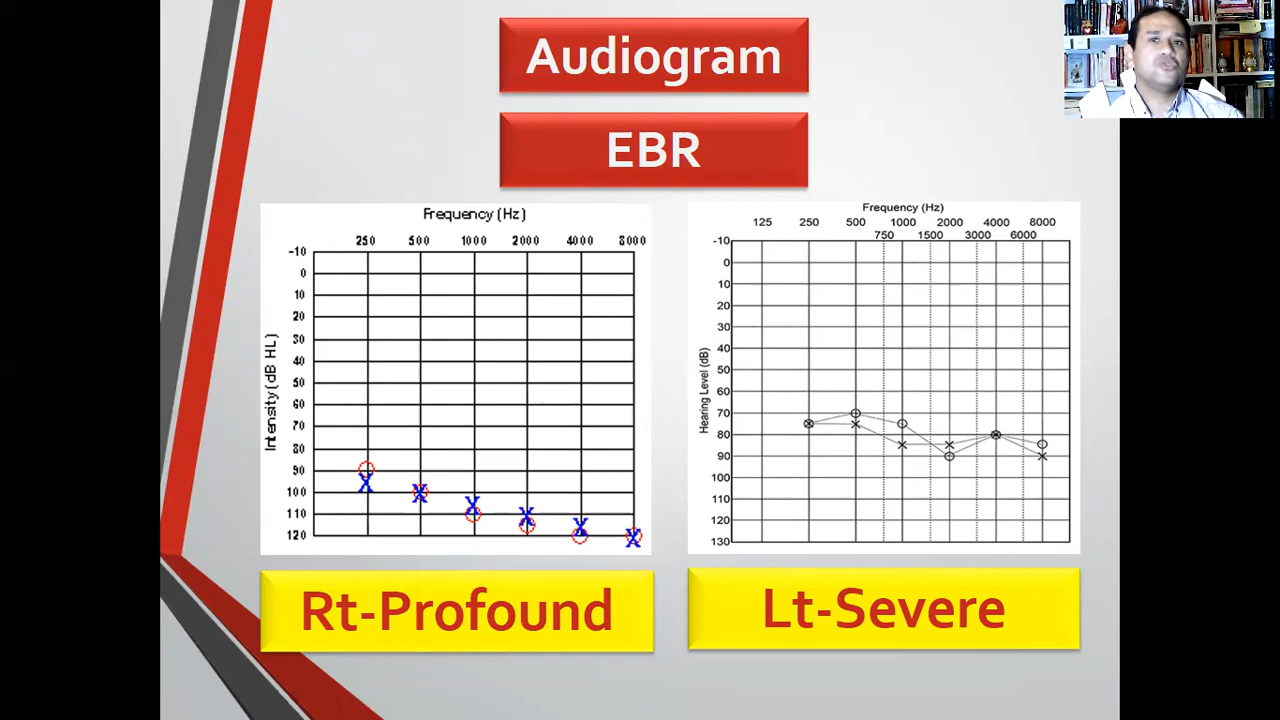 Audiogram
EBR
Frequency (Hz)
250 500 1000 2000 4000 8000
-10
0
10
20
30
40
50
60
70
80
90
100
110
120
Intensity (dB HL)
Frequency (Hz)
125 250 500 1000 2000 4000 8000
750 1500 3000 6000
-10
0
10
20
30
40
50
60
70
80
90
100
110
120
130
Hearing Level (dB)
Rt-Profound
Lt-Severe